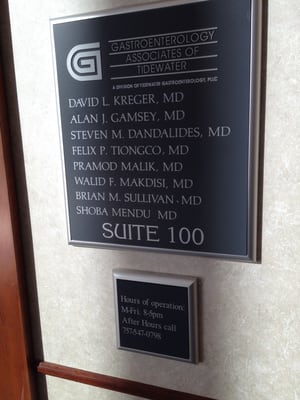 GASTROENTEROLOGY
ASSOCIATES OF
TIDEWATER
A DIVISION OF TIDEWATER GASTROENTEROLOGY, PLLC
DAVID L. KREGER, MD
ALAN J. GAMSEY, MD
STEVEN M. DANDALIDES, MD
FELIX P. TIONGCO, MD
PRAMOD MALIK, MD
WALID F. MAKDISI, MD
BRIAN M. SULLIVAN, MD
SHOBA MENDU MD
SUITE 100
Hours of operation:
M-Fri. 8-5pm
After Hours call
757-547-0798